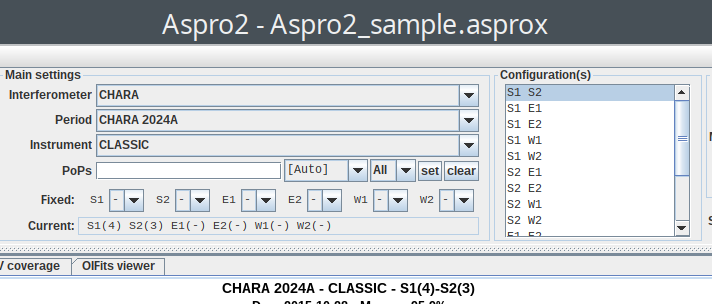 Aspro2 - Aspro2_sample.asprox
Main settings
Interferometer CHARA
Period CHARA 2024A
Instrument CLASSIC
PoPs [Auto] All set clear
Fixed: S1 - S2 - E1 - E2 - W1 - W2 -
Current: S1(4) S2(3) E1(-) E2(-) W1(-) W2(-)
Configuration(s)
S1 S2
S1 E1
S1 E2
S1 W1
S1 W2
S2 E1
S2 E2
S2 W1
S2 W2
E1 E2
V coverage OIFits viewer
CHARA 2024A - CLASSIC - S1(4)-S2(3)